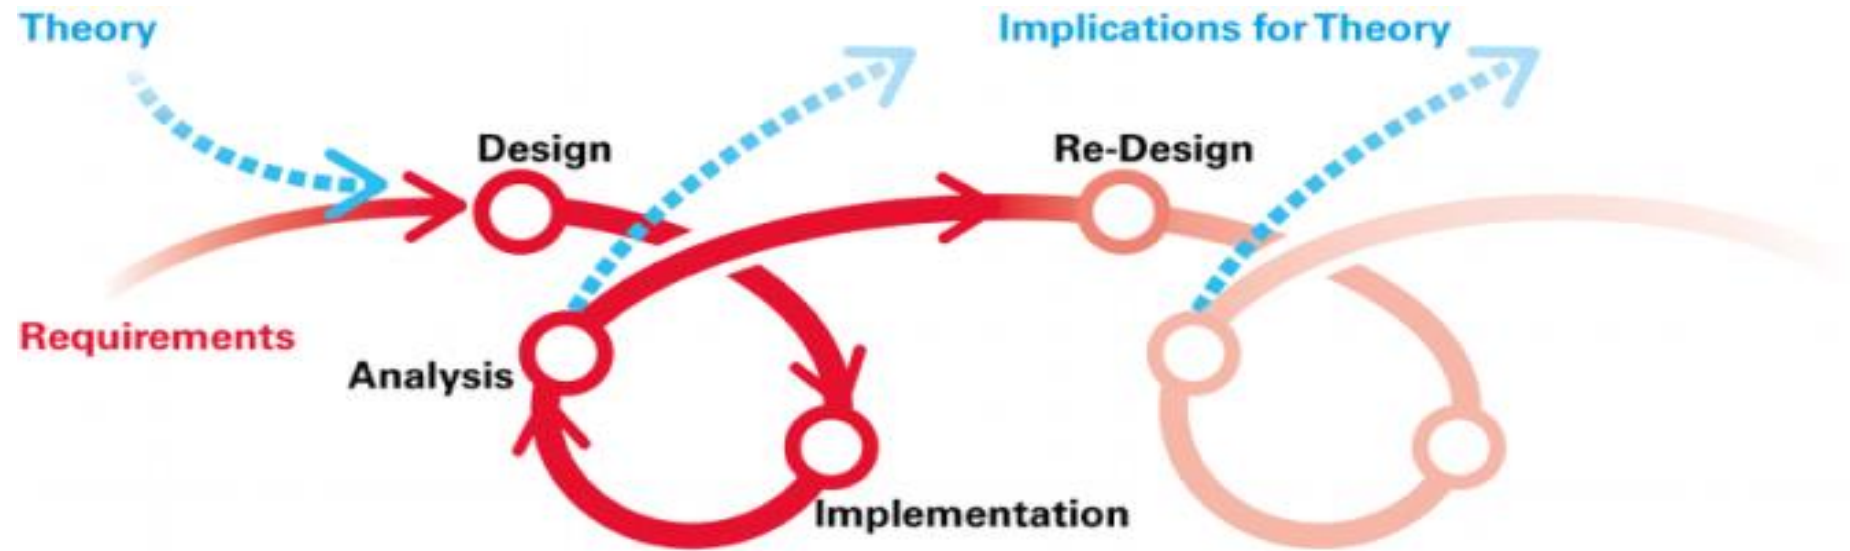 Theory
Implications for Theory
Design
Re-Design
Requirements
Analysis
Implementation